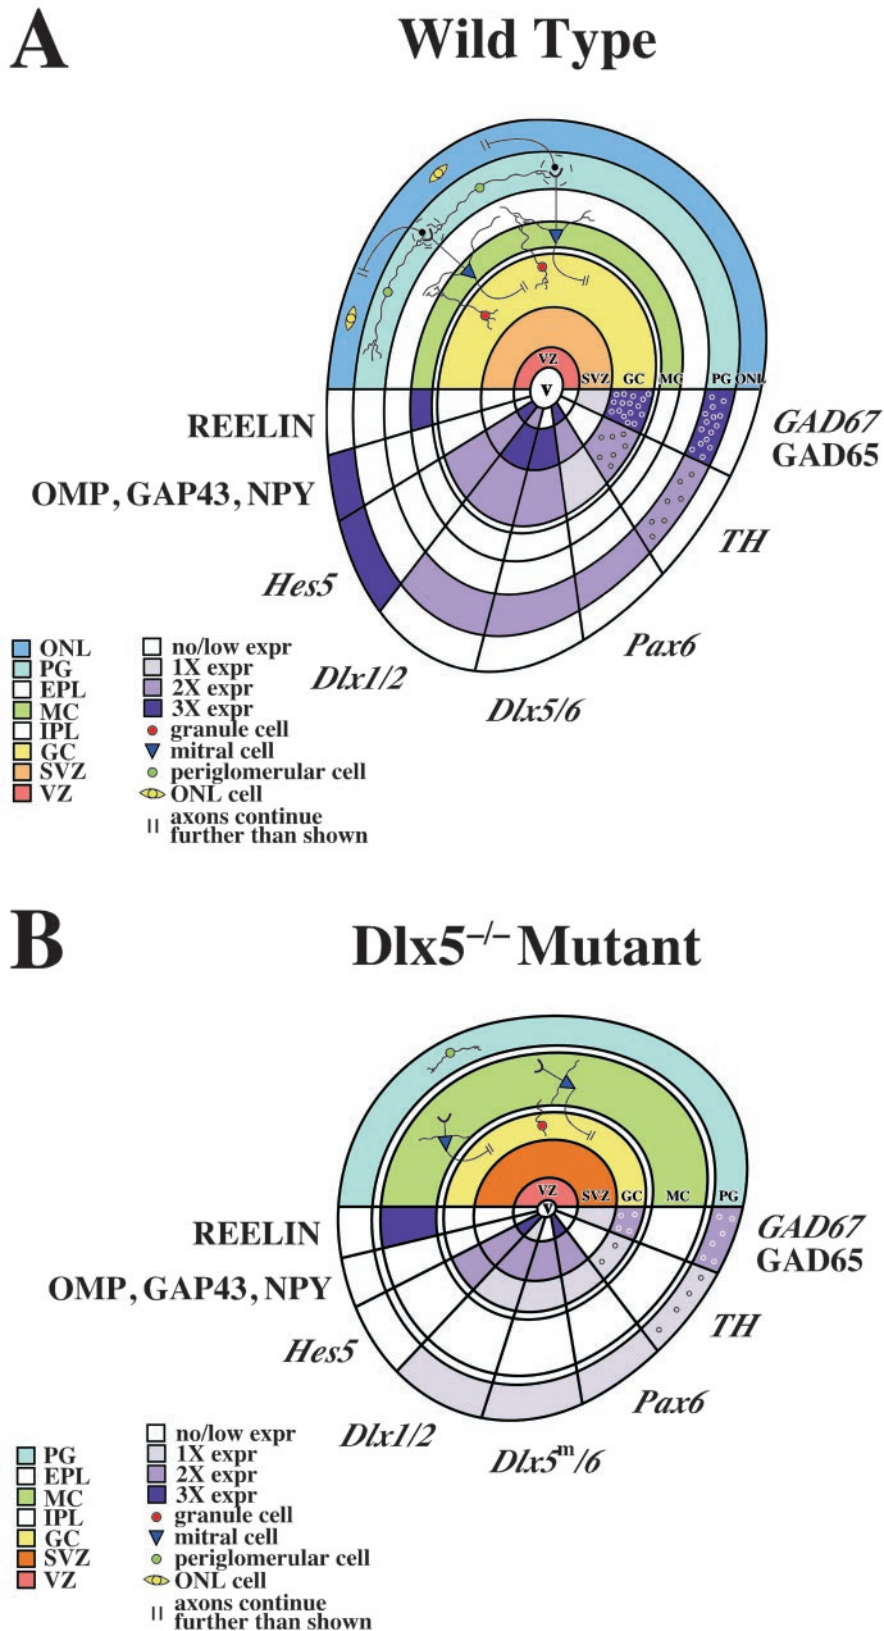 A
Wild Type
VZ
V
SVZ GC MC PG ONL
REELIN
OMP, GAP43, NPY
Hes5
Dlx1/2
Dlx5/6
Pax6
TH
GAD67
GAD65
ONL
PG
EPL
MC
IPL
GC
SVZ
VZ
no/low expr
1X expr
2X expr
3X expr
granule cell
mitral cell
periglomerular cell
ONL cell
axons continue
further than shown
B
Dlx5–/– Mutant
VZ
V
SVZ GC MC PG
REELIN
OMP, GAP43, NPY
Hes5
Dlx1/2
Dlx5m/6
Pax6
TH
GAD67
GAD65
PG
EPL
MC
IPL
GC
SVZ
VZ
no/low expr
1X expr
2X expr
3X expr
granule cell
mitral cell
periglomerular cell
ONL cell
axons continue
further than shown